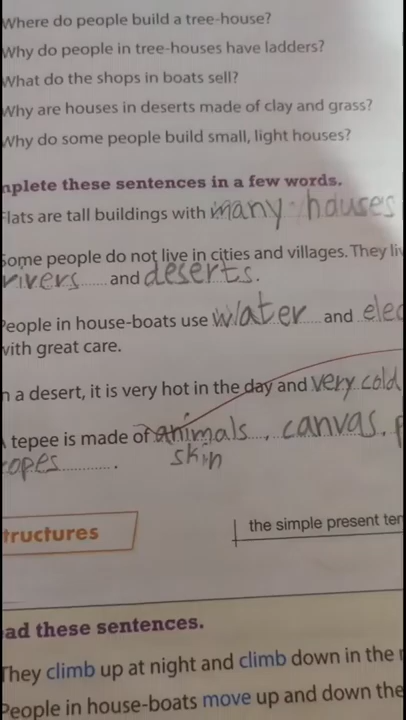 Where do people build a tree-house?
Why do people in tree-houses have ladders?
What do the shops in boats sell?
Why are houses in deserts made of clay and grass?
Why do some people build small, light houses?
mplete these sentences in a few words.
Flats are tall buildings with many houses
Some people do not live in cities and villages. They liv
rivers and deserts.
People in house-boats use water and elec
with great care.
n a desert, it is very hot in the day and very cold
tepee is made of animals, canvas,
skin
ropes.
tructures
the simple present ten
ad these sentences.
They climb up at night and climb down in the
People in house-boats move up and down the